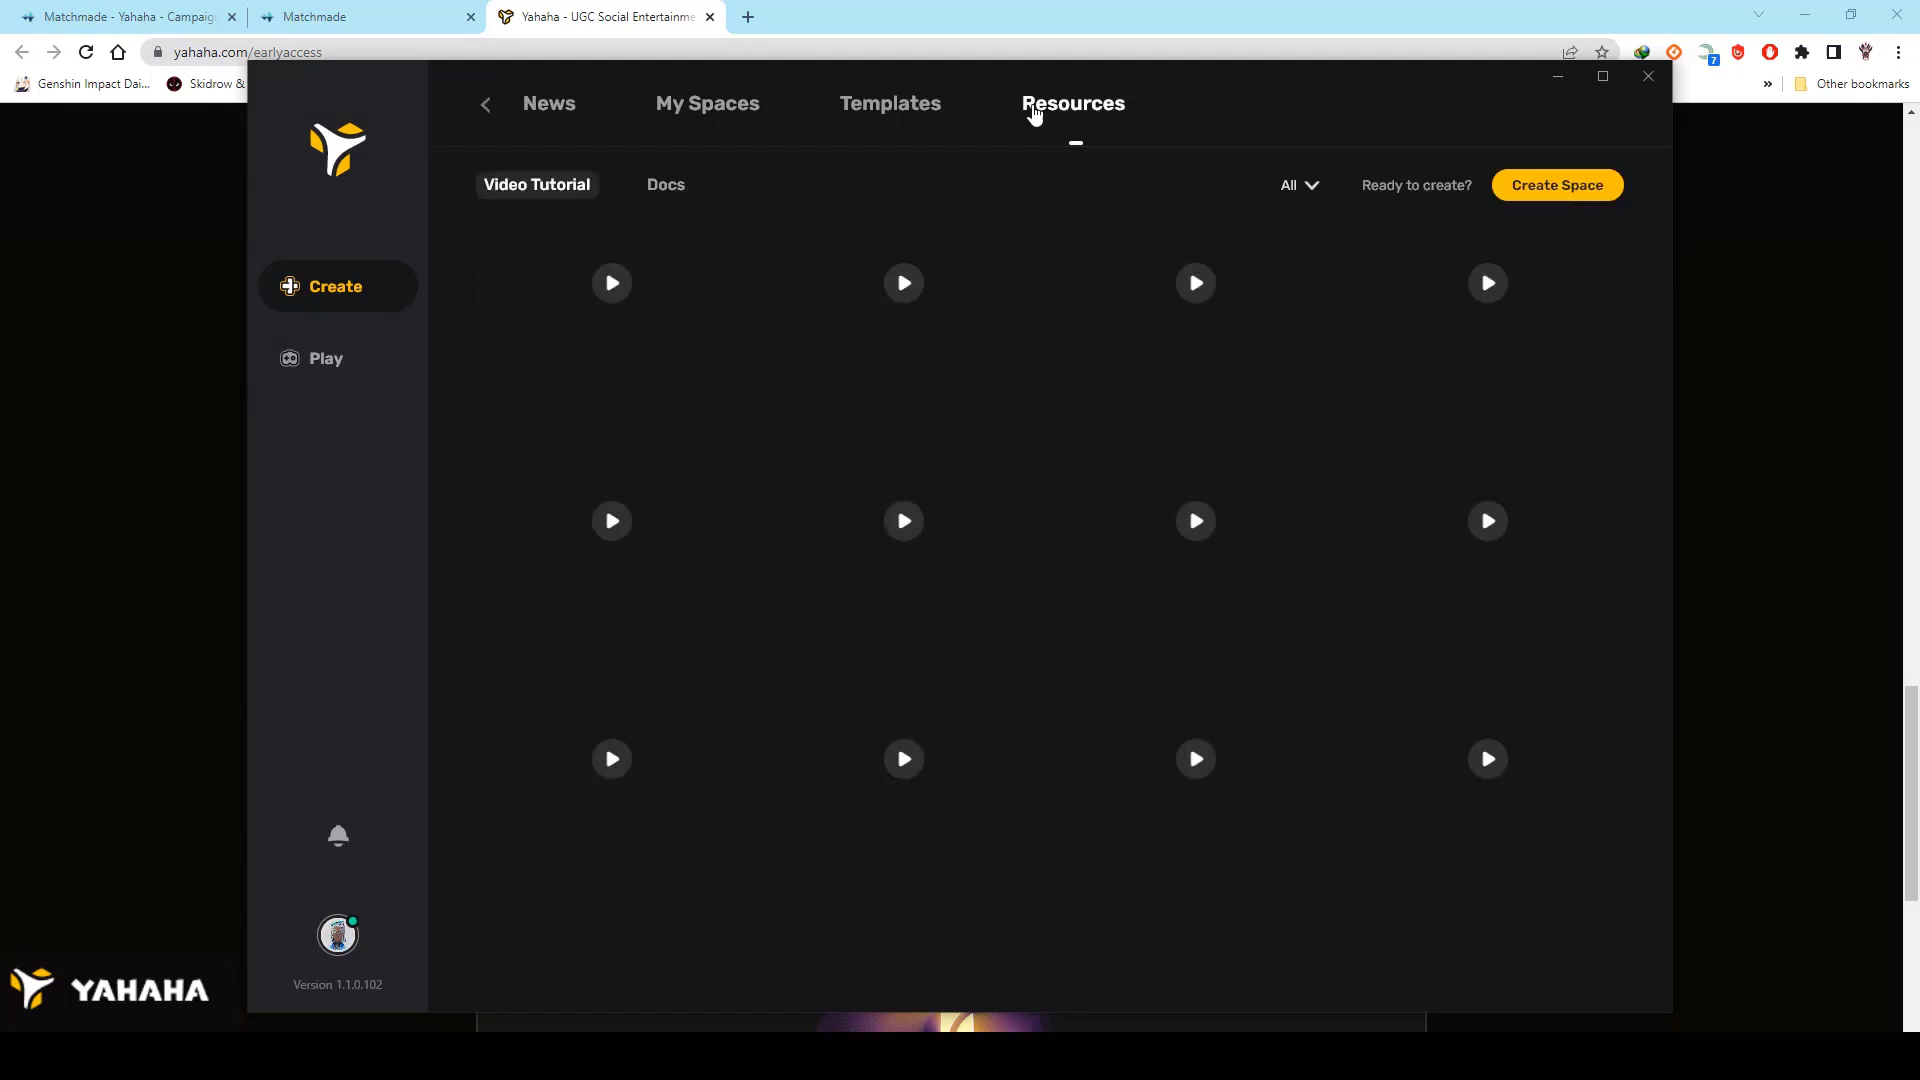 Matchmade - Yahaha - Campaig
Matchmade
Yahaha - UGC Social Entertainme
yahaha.com/earlyaccess
7
Genshin Impact Dai...
Skidrow &
»
Other bookmarks
News
My Spaces
Templates
Resources
Video Tutorial
Docs
All
Ready to create?
Create Space
Create
Play
Version 1.1.0.102
YAHAHA